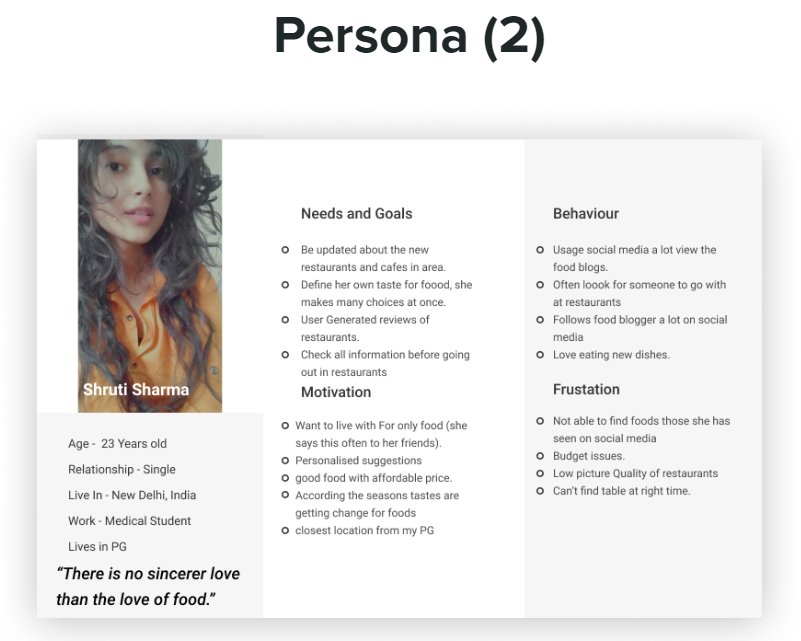 Persona (2)
Shruti Sharma
Age -  23 Years old
Relationship - Single
Live In - New Delhi, India
Work - Medical Student
Lives in PG
“There is no sincerer love
than the love of food.”
Needs and Goals
Be updated about the new
restaurants and cafes in area.
Define her own taste for foood, she
makes many choices at once.
User Generated reviews of
restaurants.
Check all information before going
out in restaurants
Motivation
Want to live with For only food (she
says this often to her friends).
Personalised suggestions
good food with affordable price.
According the seasons tastes are
getting change for foods
closest location from my PG
Behaviour
Usage social media a lot view the
food blogs.
Often loook for someone to go with
at restaurants
Follows food blogger a lot on social
media
Love eating new dishes.
Frustation
Not able to find foods those she has
seen on social media
Budget issues.
Low picture Quality of restaurants
Can’t find table at right time.